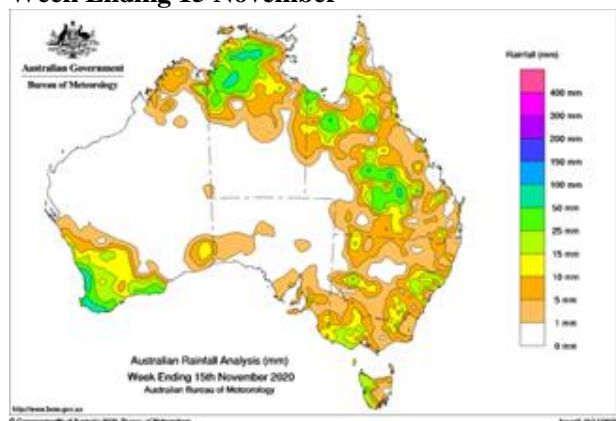 Week Ending 15 November
Australian Government
Bureau of Meteorology
Rainfall (mm)
400 mm
300 mm
200 mm
150 mm
100 mm
50 mm
25 mm
15 mm
10 mm
5 mm
1 mm
0 mm
Australian Rainfall Analysis (mm)
Week Ending 15th November 2020
Australian Bureau of Meteorology
http://www.bom.gov.au